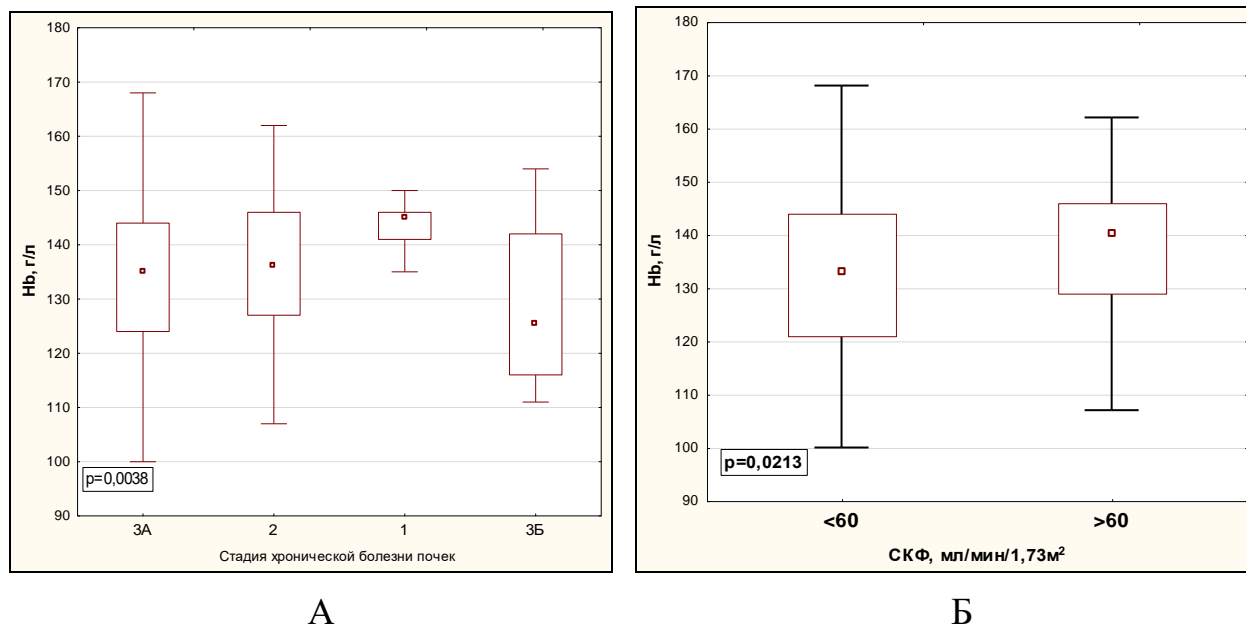 180
170
160
150
140
130
120
110
100
90
Hb, г/л
p=0,0038
3А 2 1 3Б
Стадия хронической болезни почек
А
180
170
160
150
140
130
120
110
100
90
Hb, г/л
p=0,0213
<60 >60
СКФ, мл/мин/1,73м²
Б